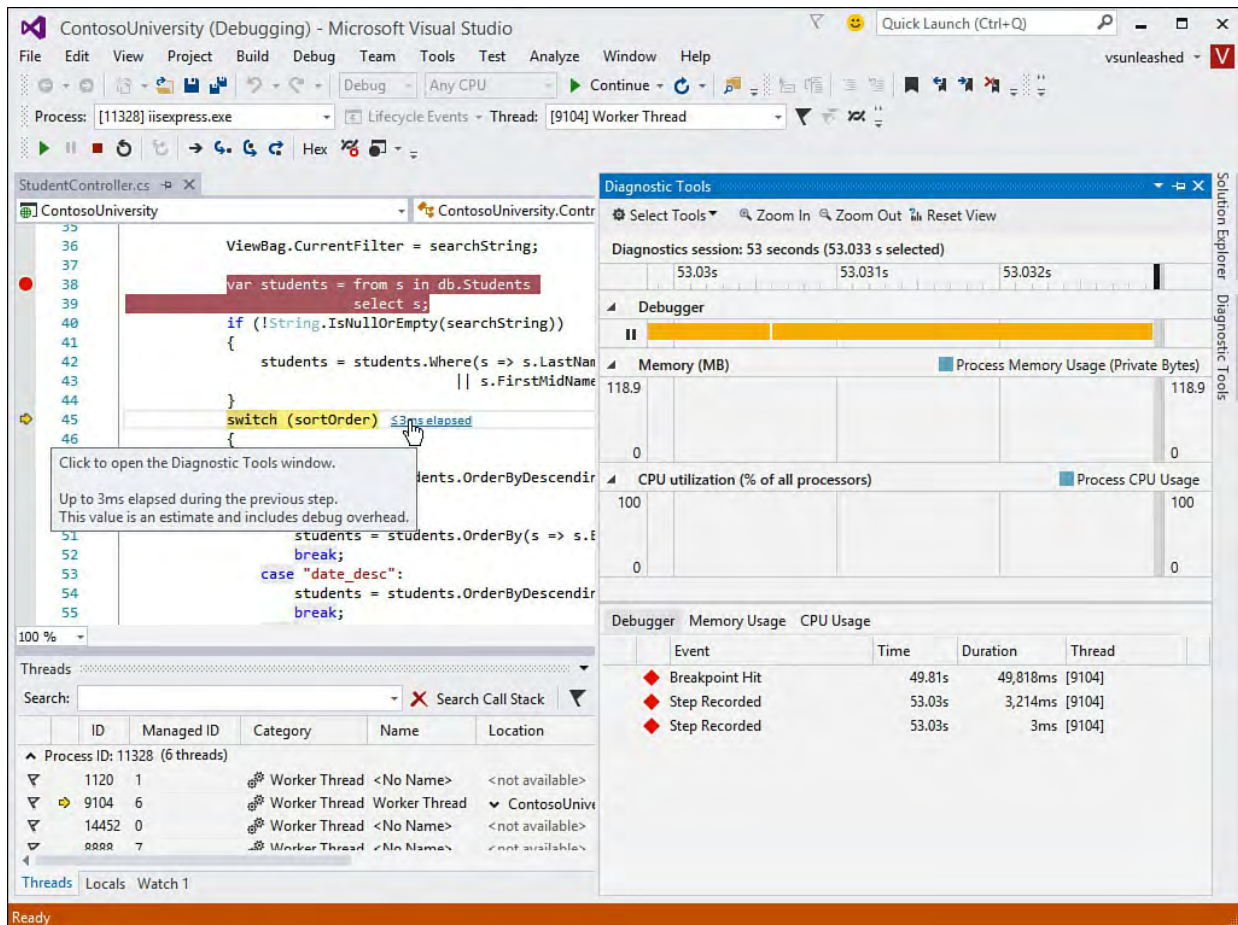 ContosoUniversity (Debugging) - Microsoft Visual Studio
Quick Launch (Ctrl+Q)
File Edit View Project Build Debug Team Tools Test Analyze Window Help
vsunleashed V
Debug Any CPU Continue
Process: [11328] iisexpress.exe Lifecycle Events Thread: [9104] Worker Thread
Hex
StudentController.cs
ContosoUniversity ContosoUniversity.Contr
35
36 ViewBag.CurrentFilter = searchString;
37
38 var students = from s in db.Students
39 select s;
40 if (!String.IsNullOrEmpty(searchString))
41 {
42 students = students.Where(s => s.LastNam
43 || s.FirstMidName
44 }
45 switch (sortOrder) ≤3ms elapsed
46 {
Click to open the Diagnostic Tools window.
dents.OrderByDescendin
Up to 3ms elapsed during the previous step.
This value is an estimate and includes debug overhead.
51 students = students.OrderBy(s => s.E
52 break;
53 case "date_desc":
54 students = students.OrderByDescendin
55 break;
100 %
Threads
Search: Search Call Stack
ID Managed ID Category Name Location
Process ID: 11328 (6 threads)
1120 1 Worker Thread <No Name> <not available>
9104 6 Worker Thread Worker Thread ContosoUnive
14452 0 Worker Thread <No Name> <not available>
8888 7 Worker Thread <No Name> <not available>
Threads Locals Watch 1
Ready
Diagnostic Tools
Select Tools Zoom In Zoom Out Reset View
Diagnostics session: 53 seconds (53.033 s selected)
53.03s 53.031s 53.032s
Debugger
Memory (MB) Process Memory Usage (Private Bytes)
118.9 118.9
0 0
CPU utilization (% of all processors) Process CPU Usage
100 100
0 0
Debugger Memory Usage CPU Usage
Event Time Duration Thread
Breakpoint Hit 49.81s 49,818ms [9104]
Step Recorded 53.03s 3,214ms [9104]
Step Recorded 53.03s 3ms [9104]
Solution Explorer
Diagnostic Tools